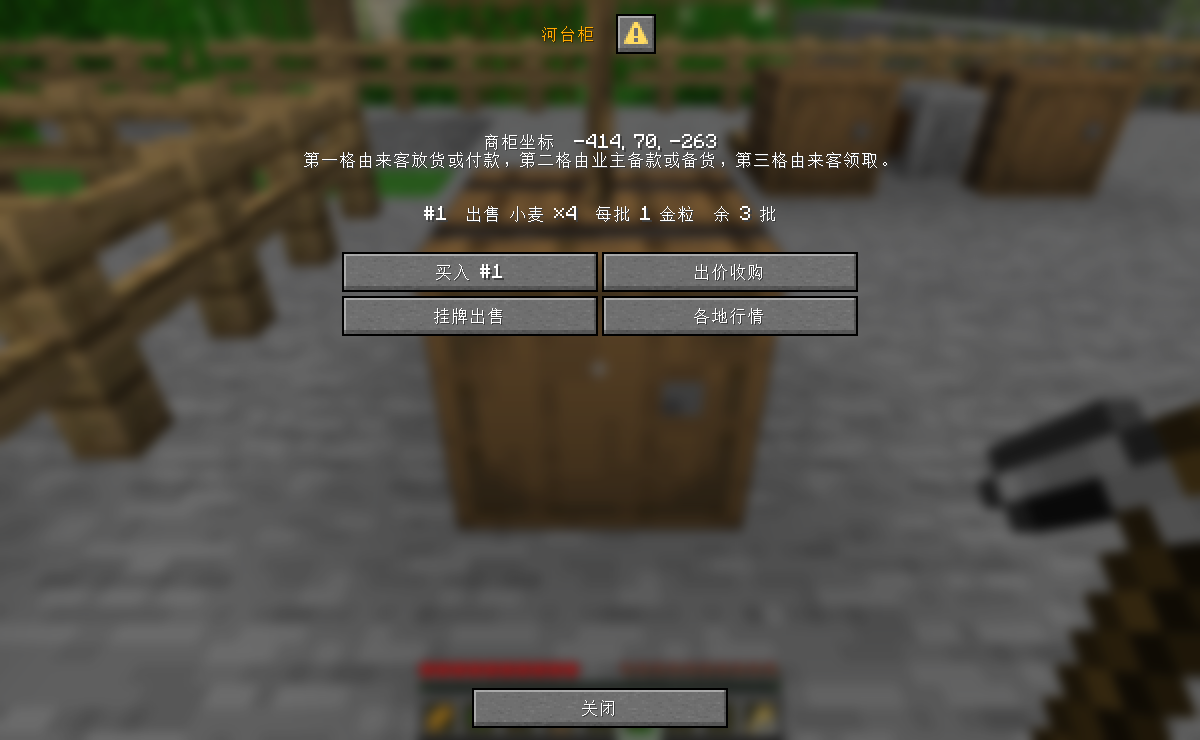 河台柜
商柜坐标 -414, 70, -263
第一格由来客放货或付款，第二格由业主备款或备货，第三格由来客领取。
#1 出售 小麦 ×4 每批 1 金粒 余 3 批
买入 #1
出价收购
挂牌出售
各地行情
关闭